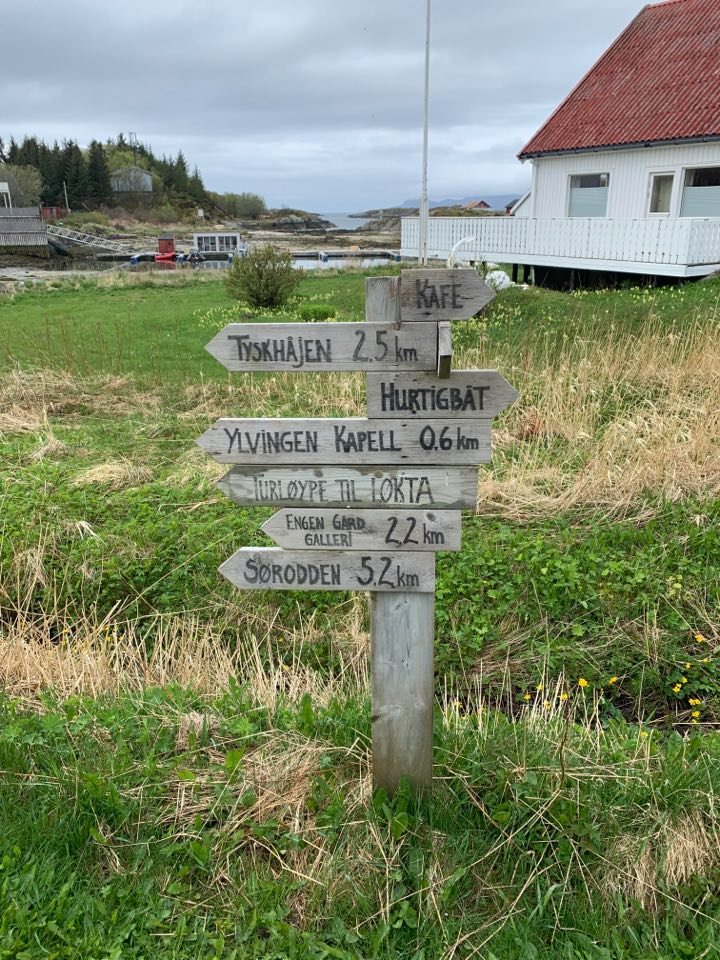 KAFE
TYSKHÅJEN 2,5 km
HURTIGBÅT
YLVINGEN KAPELL 0,6 km
TURLØYPE TIL LOKTA
ENGEN GÅRD
GALLERI 2,2 km
SØRODDEN 5,2 km